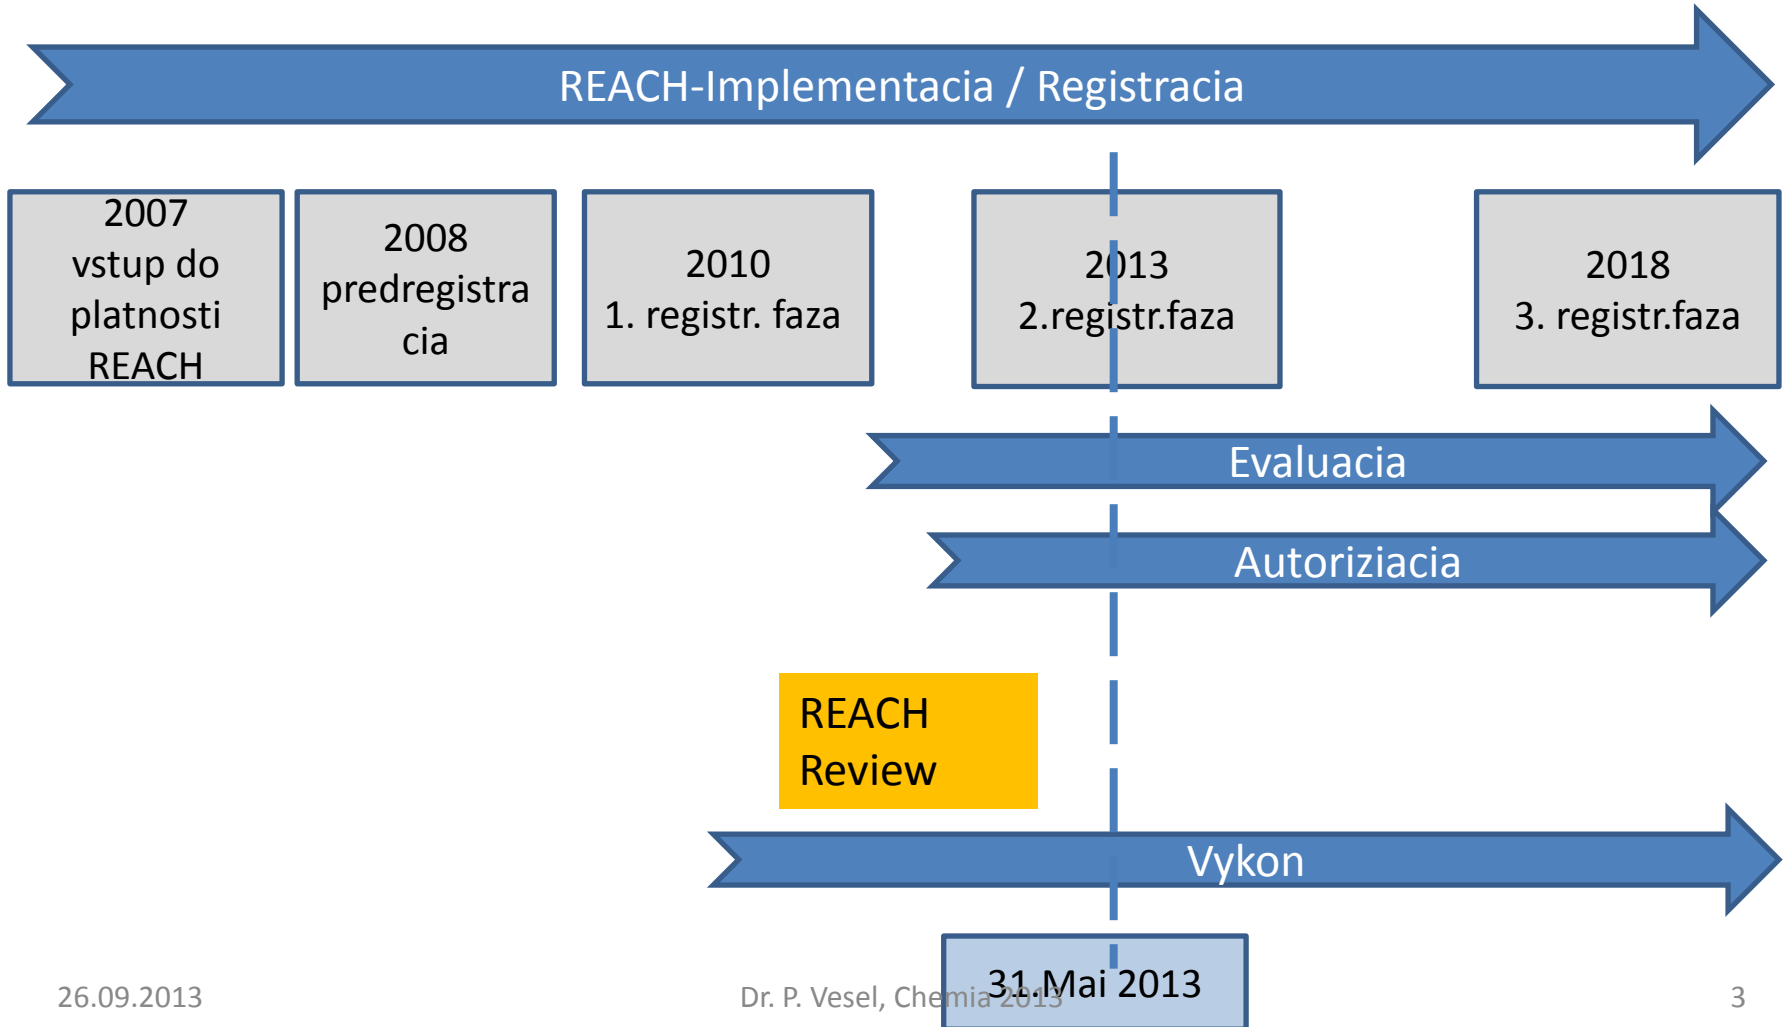 REACH-Implementacia / Registracia
2007
vstup do
platnosti
REACH
2008
predregistra
cia
2010
1. registr. faza
2013
2.registr.faza
2018
3. registr.faza
Evaluacia
Autoriziacia
REACH
Review
Vykon
31.Mai 2013
26.09.2013
Dr. P. Vesel, Chemia 2013
3